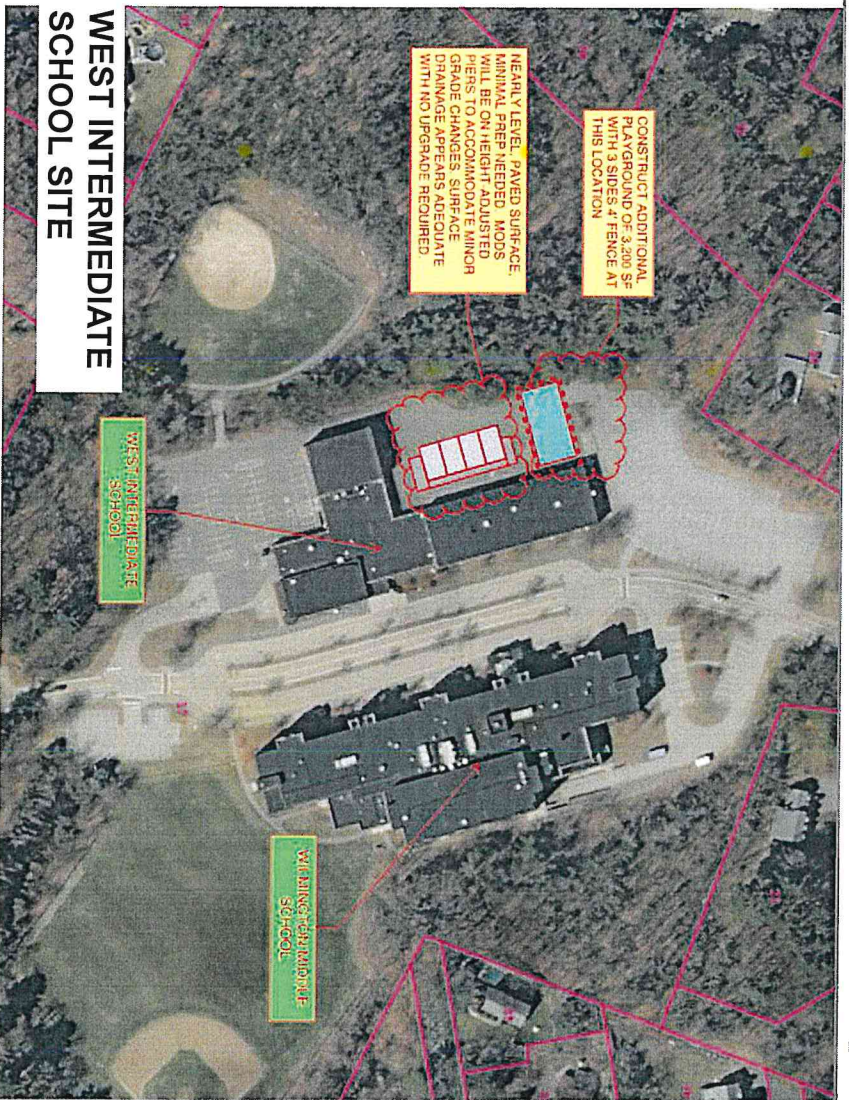 CONSTRUCT ADDITIONAL
PLAYGROUND OF 3,200 SF
WITH 3 SIDES 4' FENCE AT
THIS LOCATION
NEARLY LEVEL, PAVED SURFACE,
MINIMAL PREP NEEDED. MODS
WILL BE ON HEIGHT ADJUSTED
PIERS TO ACCOMMODATE MINOR
GRADE CHANGES. SURFACE
DRAINAGE APPEARS ADEQUATE
WITH NO UPGRADE REQUIRED.
WILMINGTON MIDDLE
SCHOOL
WEST INTERMEDIATE
SCHOOL
WEST INTERMEDIATE
SCHOOL SITE